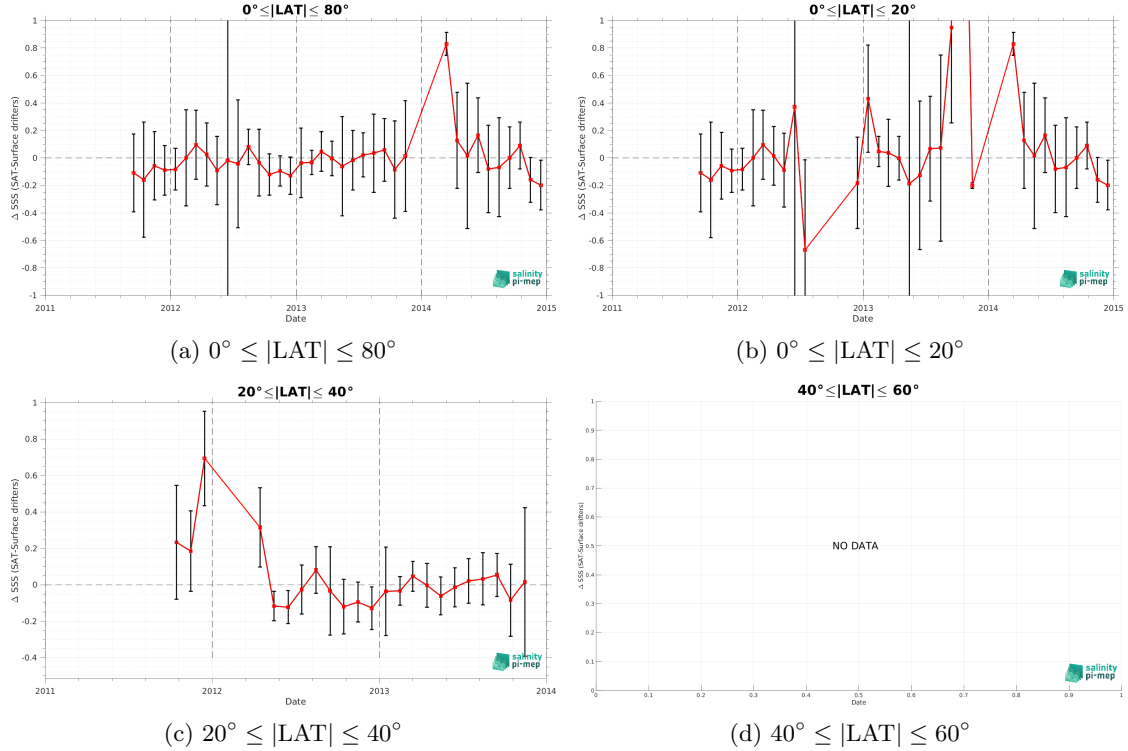 0°≤|LAT|≤ 80°
Δ SSS (SAT-Surface drifters)
1
0.8
0.6
0.4
0.2
0
-0.2
-0.4
-0.6
-0.8
-1
2011 2012 2013 2014 2015
Date
salinity
pi-mep
(a) 0° ≤ |LAT| ≤ 80°
0°≤|LAT|≤ 20°
Δ SSS (SAT-Surface drifters)
1
0.8
0.6
0.4
0.2
0
-0.2
-0.4
-0.6
-0.8
-1
2011 2012 2013 2014 2015
Date
salinity
pi-mep
(b) 0° ≤ |LAT| ≤ 20°
20°≤|LAT|≤ 40°
Δ SSS (SAT-Surface drifters)
1
0.8
0.6
0.4
0.2
0
-0.2
-0.4
2011 2012 2013 2014
Date
salinity
pi-mep
(c) 20° ≤ |LAT| ≤ 40°
40°≤|LAT|≤ 60°
Δ SSS (SAT-Surface drifters)
1
0.9
0.8
0.7
0.6
0.5
0.4
0.3
0.2
0.1
0
NO DATA
0 0.1 0.2 0.3 0.4 0.5 0.6 0.7 0.8 0.9 1
Date
salinity
pi-mep
(d) 40° ≤ |LAT| ≤ 60°